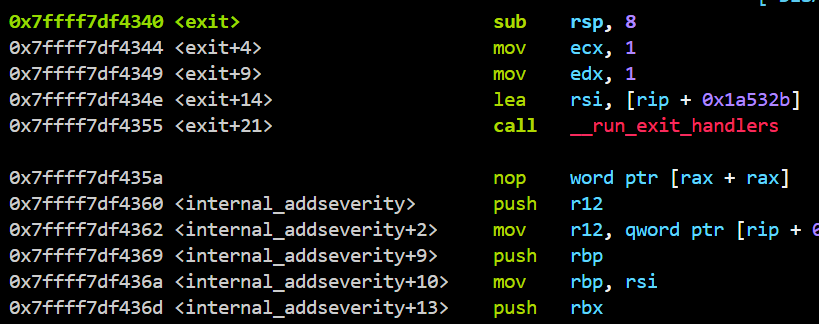 0x7ffff7df4340 <exit> sub rsp, 8
0x7ffff7df4344 <exit+4> mov ecx, 1
0x7ffff7df4349 <exit+9> mov edx, 1
0x7ffff7df434e <exit+14> lea rsi, [rip + 0x1a532b]
0x7ffff7df4355 <exit+21> call __run_exit_handlers
0x7ffff7df435a nop word ptr [rax + rax]
0x7ffff7df4360 <internal_addseverity> push r12
0x7ffff7df4362 <internal_addseverity+2> mov r12, qword ptr [rip + 0
0x7ffff7df4369 <internal_addseverity+9> push rbp
0x7ffff7df436a <internal_addseverity+10> mov rbp, rsi
0x7ffff7df436d <internal_addseverity+13> push rbx